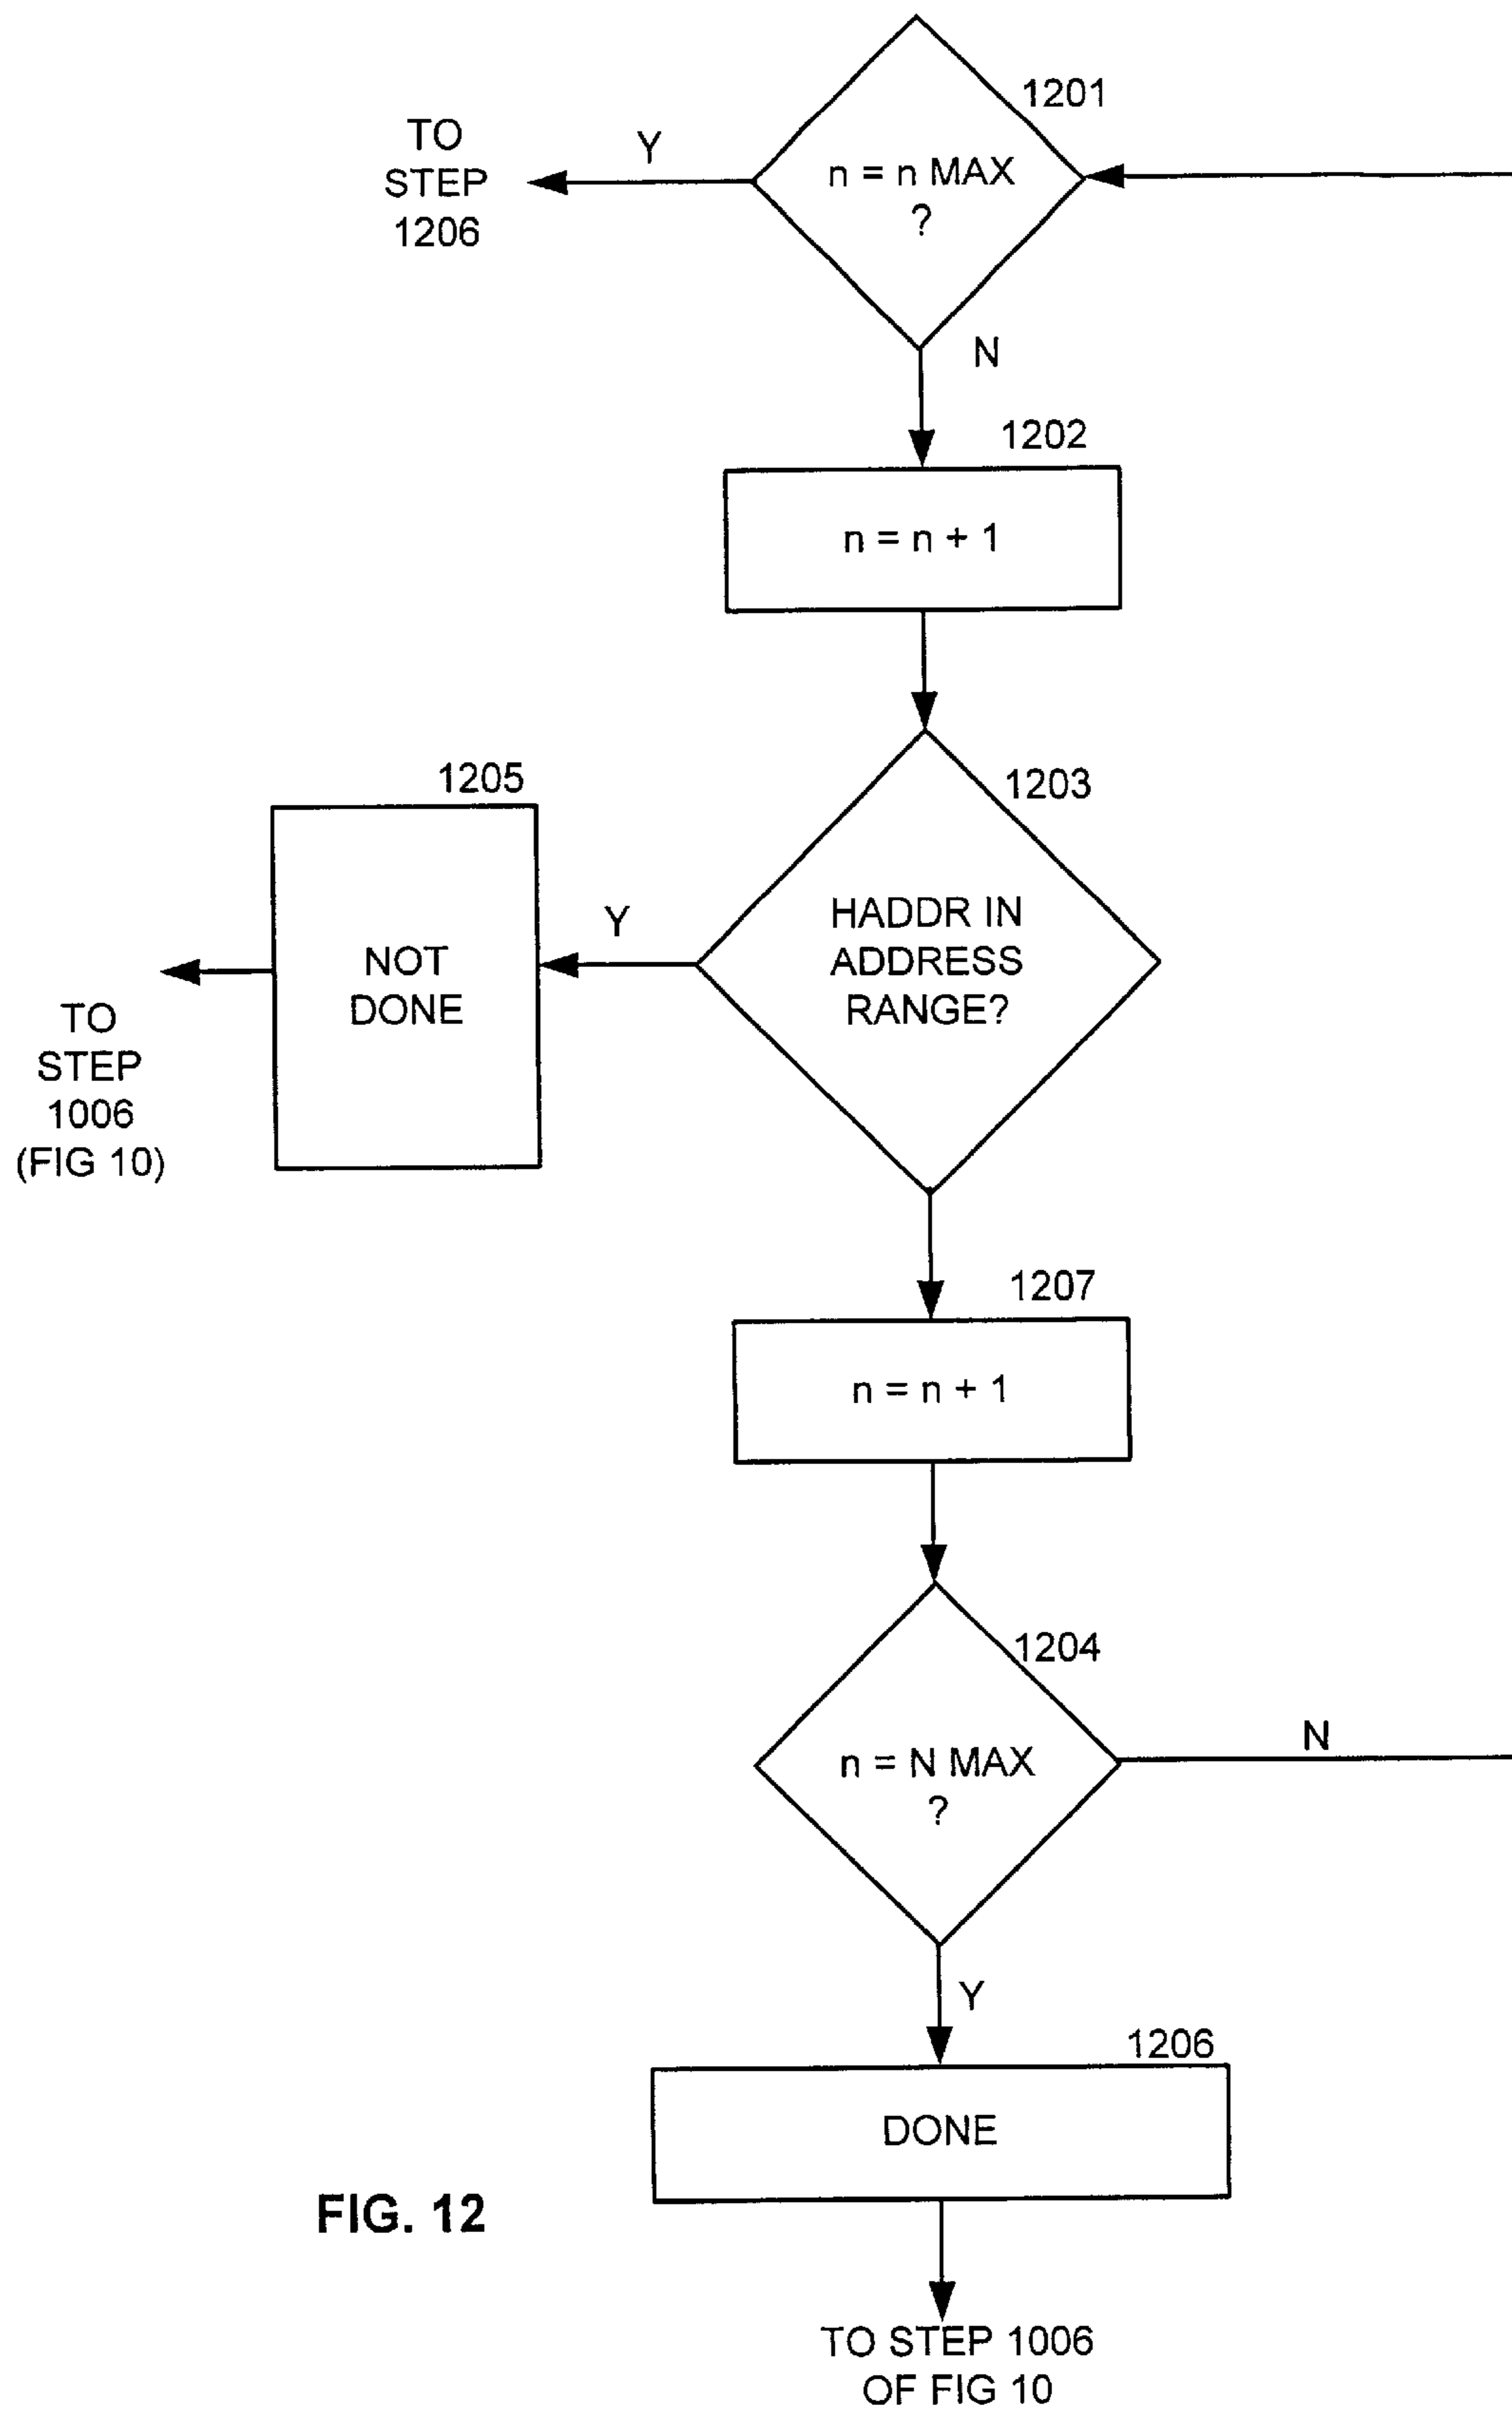 1201
TO
STEP
1206
Y
n = n MAX
?
N
1202
n = n + 1
1205
1203
NOT
DONE
Y
HADDR IN
ADDRESS
RANGE?
TO
STEP
1006
(FIG 10)
1207
n = n + 1
1204
n = N MAX
?
N
Y
1206
DONE
FIG. 12
TO STEP 1006
OF FIG 10